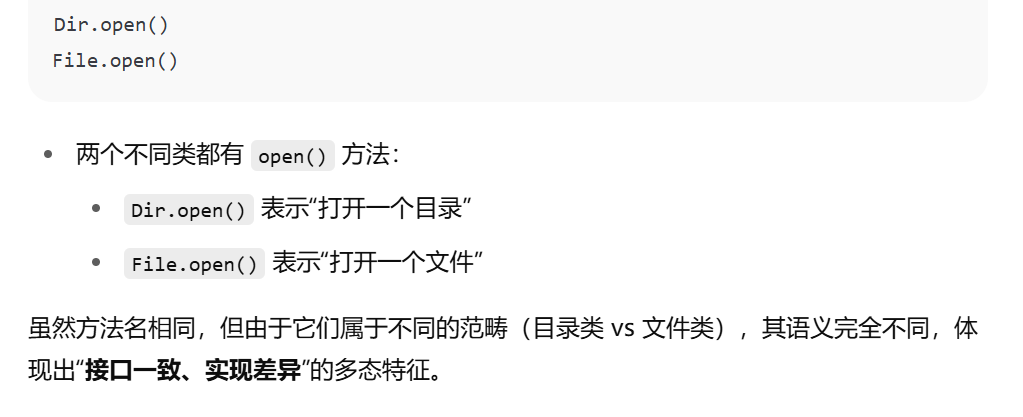 Dir.open()
File.open()
• 两个不同类都有 open() 方法：
• Dir.open() 表示“打开一个目录”
• File.open() 表示“打开一个文件”
虽然方法名相同，但由于它们属于不同的范畴（目录类 vs 文件类），其语义完全不同，体
现出“接口一致、实现差异”的多态特征。